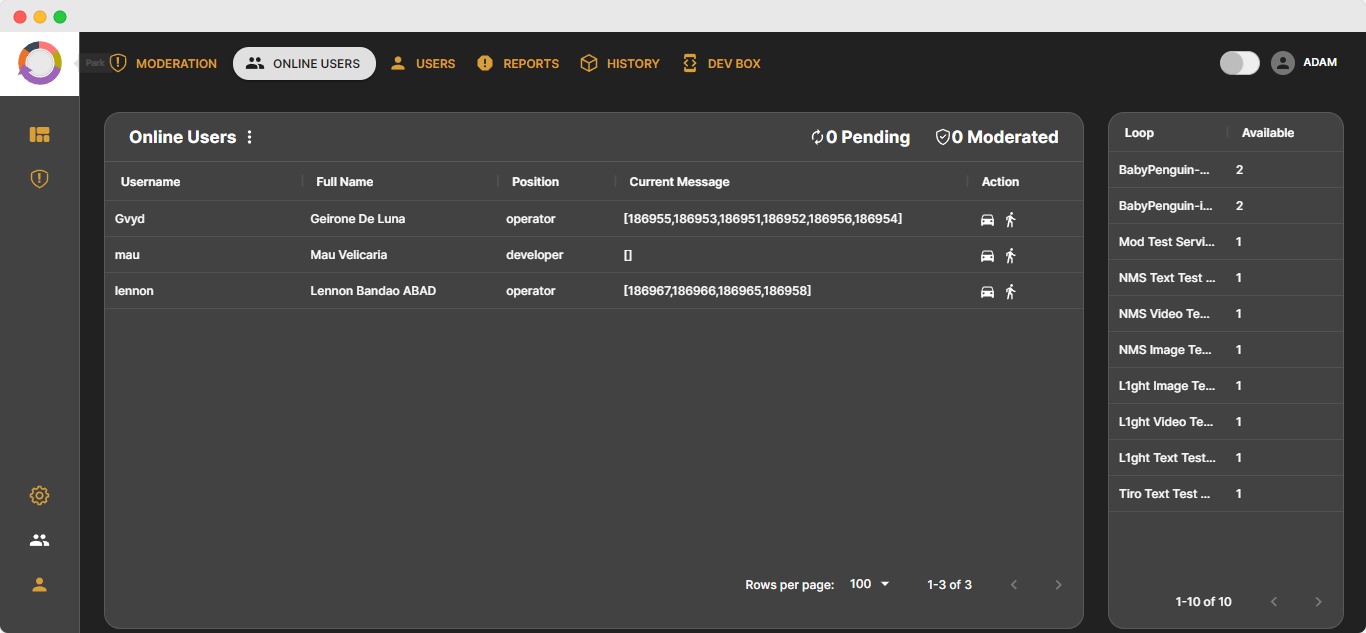 Park
MODERATION
ONLINE USERS
USERS
REPORTS
HISTORY
DEV BOX
ADAM
Online Users
0 Pending
0 Moderated
Username Full Name Position Current Message Action
Gvyd Geirone De Luna operator [186955,186953,186951,186952,186956,186954]
mau Mau Velicaria developer []
lennon Lennon Bandao ABAD operator [186967,186966,186965,186958]
Rows per page: 100 1-3 of 3
Loop Available
BabyPenguin-... 2
BabyPenguin-i... 2
Mod Test Servi... 1
NMS Text Test ... 1
NMS Video Te... 1
NMS Image Te... 1
L1ght Image Te... 1
L1ght Video Te... 1
L1ght Text Test... 1
Tiro Text Test ... 1
1-10 of 10